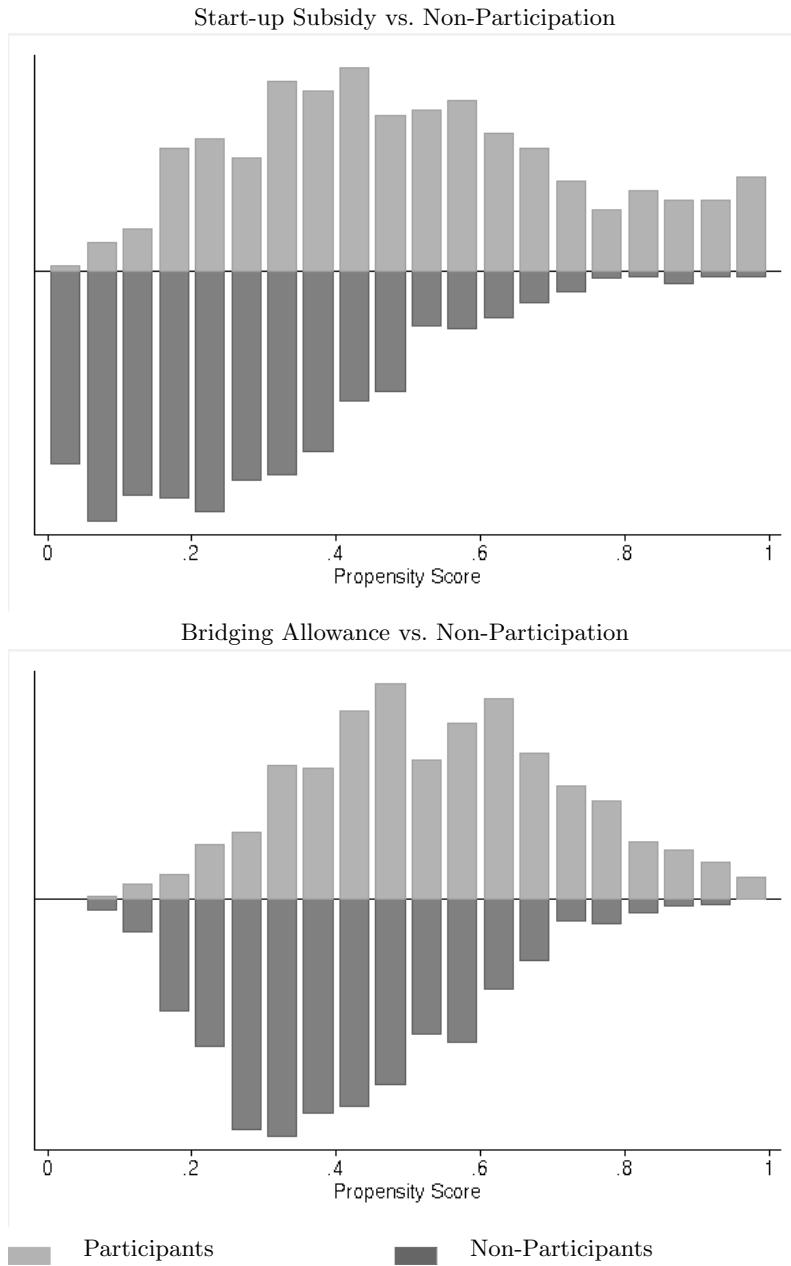 Start-up Subsidy vs. Non-Participation
0 .2 .4 .6 .8 1
Propensity Score
Bridging Allowance vs. Non-Participation
0 .2 .4 .6 .8 1
Propensity Score
Participants Non-Participants